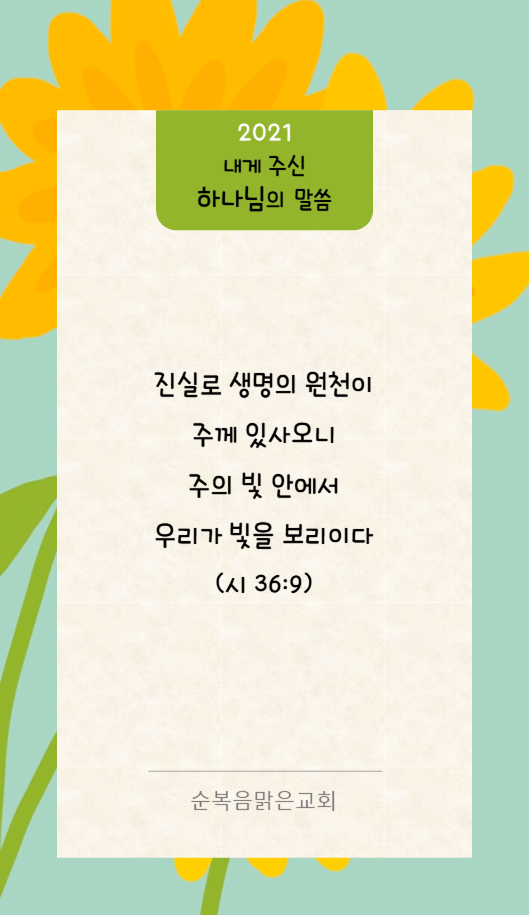 2021
내게 주신
하나님의 말씀
진실로 생명의 원천이
주께 있사오니
주의 빛 안에서
우리가 빛을 보리이다
(시 36:9)
순복음맑은교회